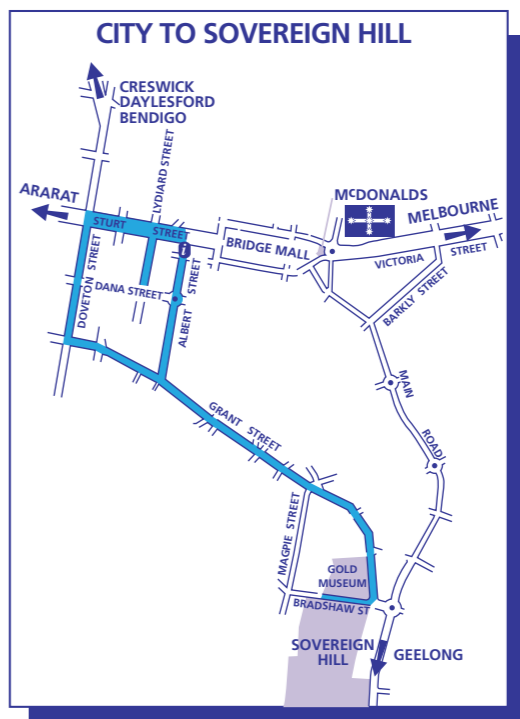 CITY TO SOVEREIGN HILL
CRESWICK
DAYLESFORD
BENDIGO
LYDIARD STREET
ARARAT
McDONALDS
MELBOURNE
STURT
STREET
i
BRIDGE MALL
VICTORIA
STREET
DOVETON STREET
DANA STREET
ALBERT
STREET
BARKLY STREET
MAIN
ROAD
GRANT STREET
MAGPIE STREET
GOLD
MUSEUM
BRADSHAW ST
SOVEREIGN
HILL
GEELONG